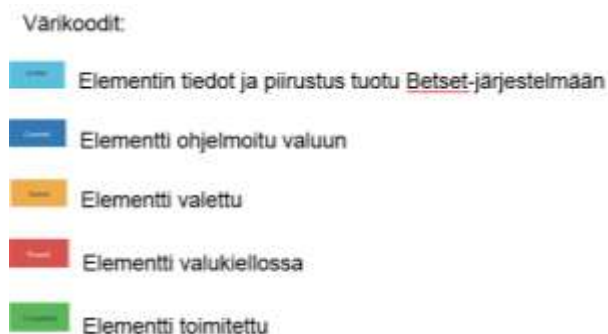 Värikoodit:
Elementin tiedot ja piirustus tuotu Betset-järjestelmään
Elementti ohjelmoitu valuun
Elementti valettu
Elementti valukiellossa
Elementti toimitettu